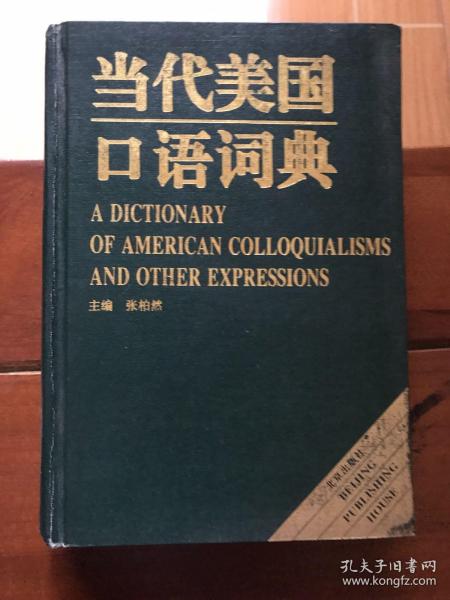 当代美国
口语词典
A DICTIONARY
OF AMERICAN COLLOQUIALISMS
AND OTHER EXPRESSIONS
主编 张柏然
北京出版社
BEIJING
PUBLISHING
HOUSE
孔夫子旧书网
www.kongfz.com